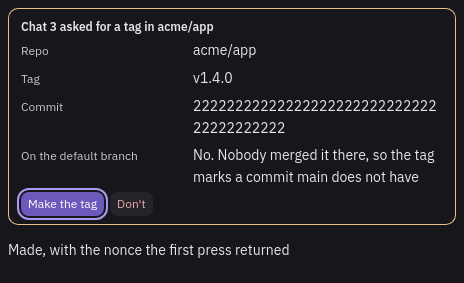 Chat 3 asked for a tag in acme/app
Repo acme/app
Tag v1.4.0
Commit 22222222222222222222222222222
22222222222
On the default branch No. Nobody merged it there, so the tag
marks a commit main does not have
Make the tag Don't
Made, with the nonce the first press returned